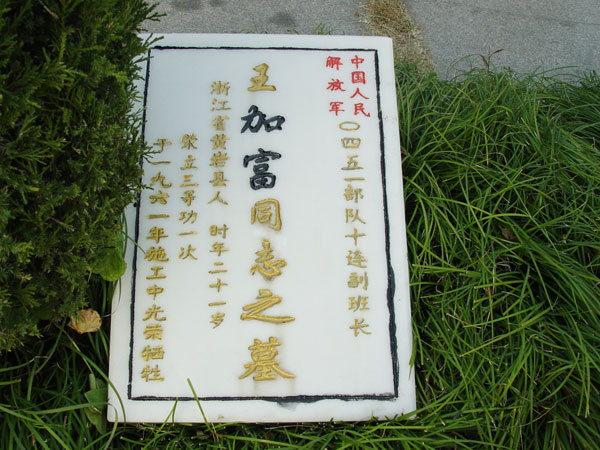 中国人民
解放军
〇四五一部队十连副班长
王加富同志之墓
浙江省黄岩县人 时年二十一岁
荣立三等功一次
于一九六一年施工中光荣牺牲